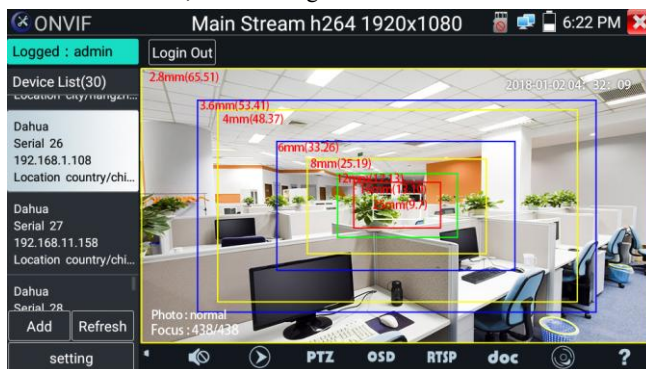 ONVIF
Main Stream h264 1920x1080
6:22 PM
Logged : admin
Login Out
Device List(30)
Dahua
Serial 26
192.168.1.108
Location country/chi...
Dahua
Serial 27
192.168.11.158
Location country/chi...
Dahua
Serial 28
Add
Refresh
setting
2.8mm(65.51)
2018-01-02 04: 32: 09
3.6mm(53.41)
4mm(48.37)
6mm(33.26)
8mm(25.19)
Photo : normal
Focus : 438/438
PTZ
OSD
RTSP
doc
?